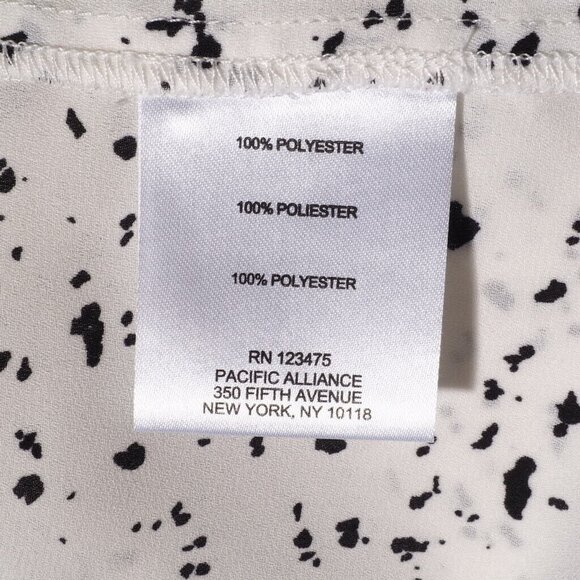 100% POLYESTER
100% POLIESTER
100% POLYESTER
RN 123475
PACIFIC ALLIANCE
350 FIFTH AVENUE
NEW YORK, NY 10118